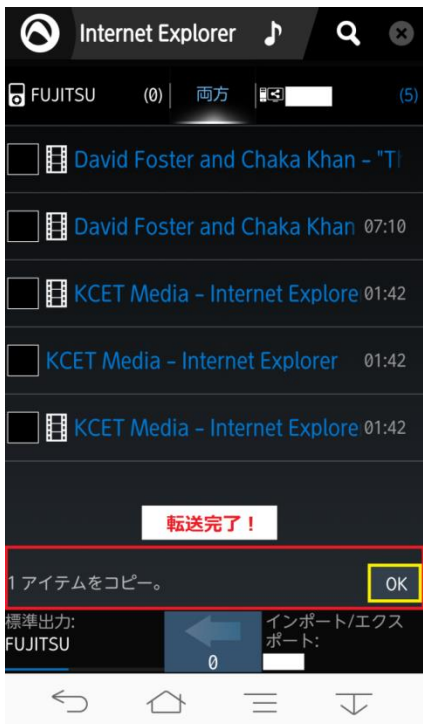 Internet Explorer
FUJITSU (0) 両方 (5)
David Foster and Chaka Khan – "Th
David Foster and Chaka Khan 07:10
KCET Media – Internet Explore 01:42
KCET Media – Internet Explorer 01:42
KCET Media – Internet Explore 01:42
転送完了！
1 アイテムをコピー。 OK
標準出力:
FUJITSU
0
インポート/エクス
ポート: